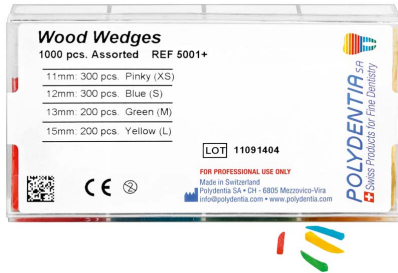 Wood Wedges
1000 pcs. Assorted REF 5001+
11mm: 300 pcs. Pinky (XS)
12mm: 300 pcs. Blue (S)
13mm: 200 pcs. Green (M)
15mm: 200 pcs. Yellow (L)
LOT 11091404
FOR PROFESSIONAL USE ONLY
Made in Switzerland
Polydentia SA • CH - 6805 Mezzovico-Vira
info@polydentia.com • www.polydentia.com
CE
POLYDENTIA SA
Swiss Products for Fine Dentistry